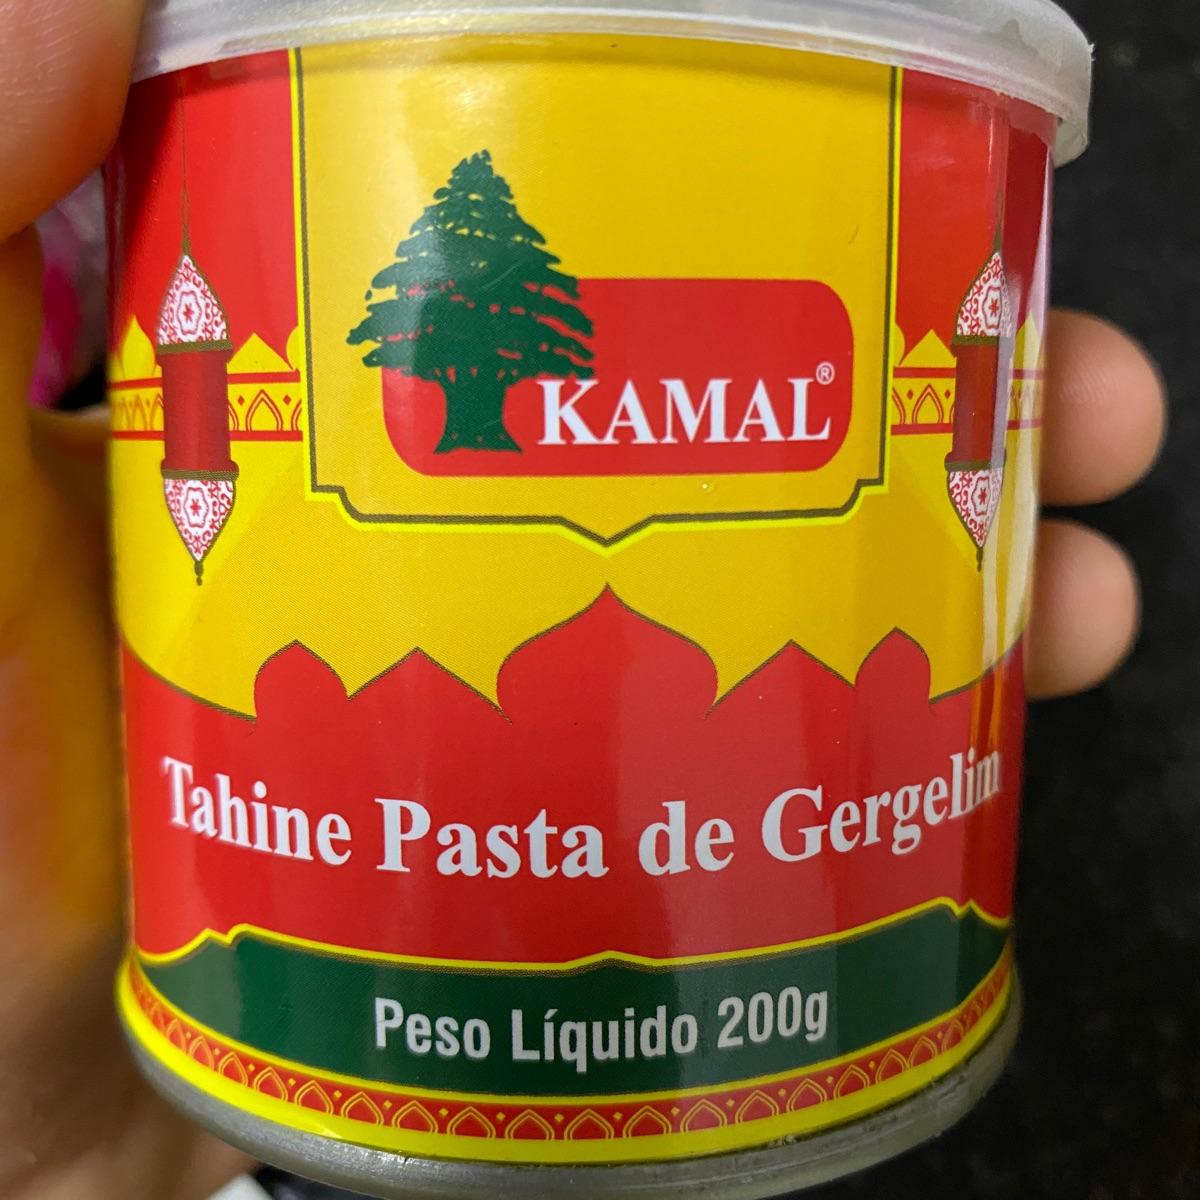 KAMAL®
Tahine Pasta de Gergelim
Peso Líquido 200g